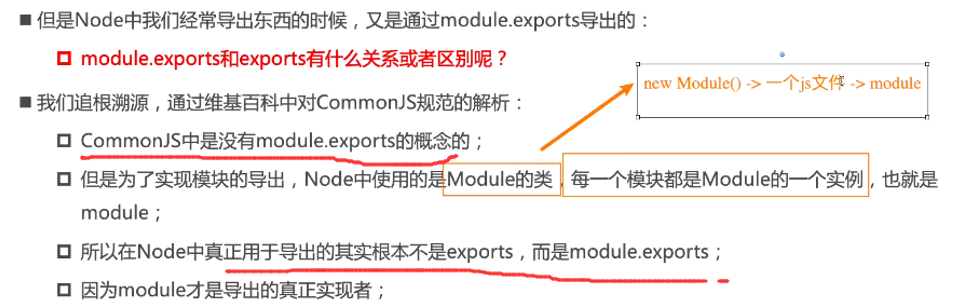 ■ 但是Node中我们经常导出东西的时候，又是通过module.exports导出的：
module.exports和exports有什么关系或者区别呢？
new Module() -> 一个js文件 -> module
■ 我们追根溯源，通过维基百科中对CommonJS规范的解析：
CommonJS中是没有module.exports的概念的；
但是为了实现模块的导出，Node中使用的是Module的类，每一个模块都是Module的一个实例，也就是
module；
所以在Node中真正用于导出的其实根本不是exports，而是module.exports；
因为module才是导出的真正实现者；